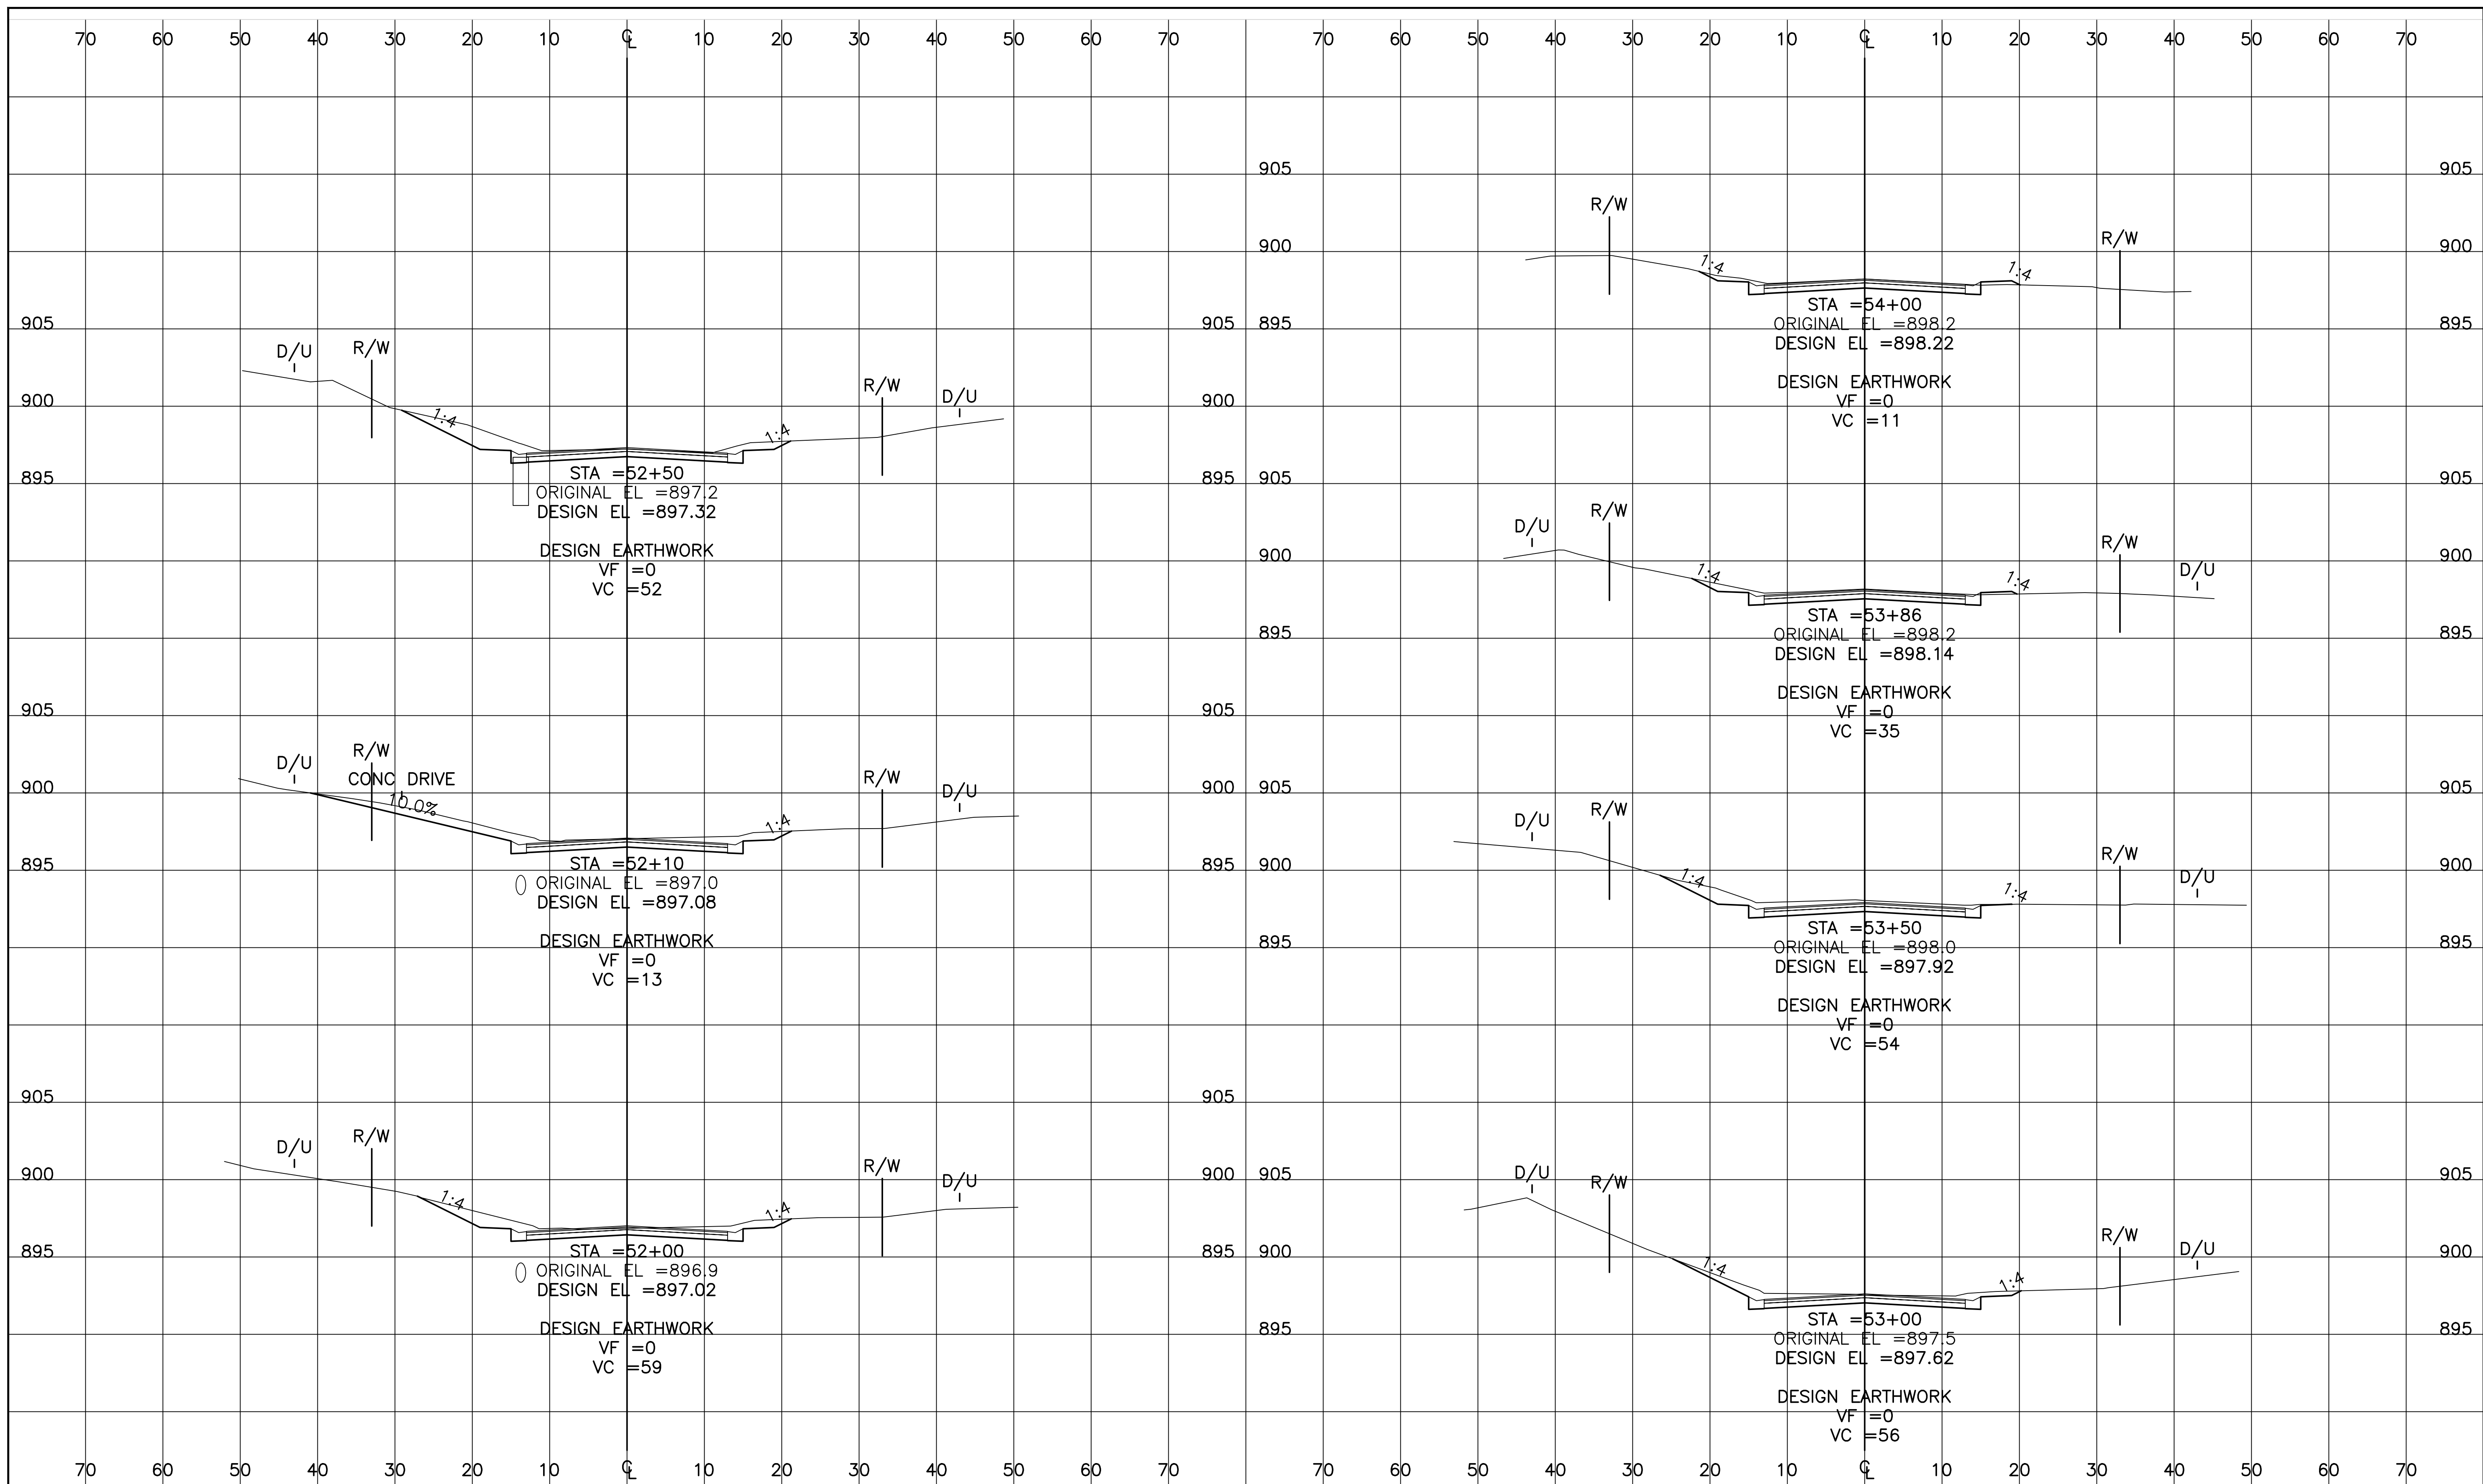 70 60 50 40 30 20 10 ℄ 10 20 30 40 50 60 70 70 60 50 40 30 20 10 ℄ 10 20 30 40 50 60 70
905 905
R/W
900 R/W 900
1:4 1:4
STA =54+00
905 905 895 ORIGINAL EL =898.2 895
DESIGN EL =898.22
DESIGN EARTHWORK
VF =0
VC =11
D/U R/W
R/W D/U
900 900
1:4 1:4
895 895
STA =52+50
ORIGINAL EL =897.2
DESIGN EL =897.32
DESIGN EARTHWORK
VF =0
VC =52
905 905
R/W
D/U
R/W
900 D/U 900
1:4 1:4
STA =53+86
895 ORIGINAL EL =898.2 895
DESIGN EL =898.14
DESIGN EARTHWORK
VF =0
VC =35
905 905
R/W
D/U
CONC DRIVE
R/W
D/U
900 900
10.0% 1:4
895 895
STA =52+10
ORIGINAL EL =897.0
DESIGN EL =897.08
DESIGN EARTHWORK
VF =0
VC =13
905 905
R/W
D/U
R/W
900 D/U 900
1:4 1:4
STA =53+50
895 ORIGINAL EL =898.0 895
DESIGN EL =897.92
DESIGN EARTHWORK
VF =0
VC =54
905 905
R/W
D/U
R/W
900 D/U 900
1:4 1:4
895 895
STA =52+00
ORIGINAL EL =896.9
DESIGN EL =897.02
DESIGN EARTHWORK
VF =0
VC =59
D/U
905 R/W 905
R/W
900 D/U 900
1:4 1:4
STA =53+00
895 ORIGINAL EL =897.5 895
DESIGN EL =897.62
DESIGN EARTHWORK
VF =0
VC =56
70 60 50 40 30 20 10 ℄ 10 20 30 40 50 60 70 70 60 50 40 30 20 10 ℄ 10 20 30 40 50 60 70